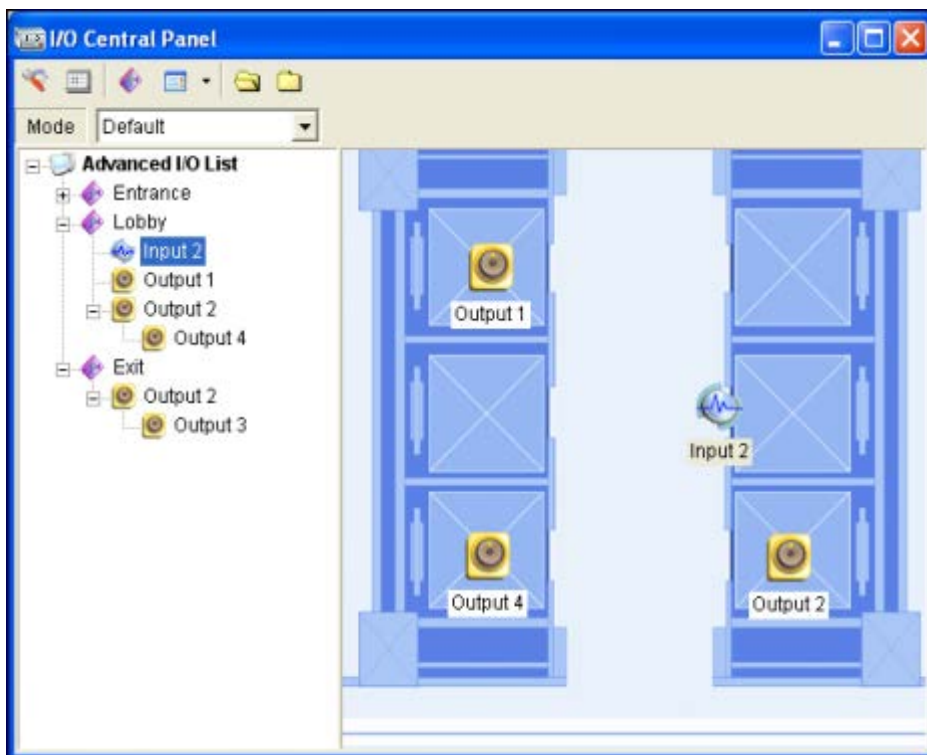 I/O Central Panel
Mode Default
Advanced I/O List
Entrance
Lobby
Input 2
Output 1
Output 2
Output 4
Exit
Output 2
Output 3
Output 1
Input 2
Output 4
Output 2